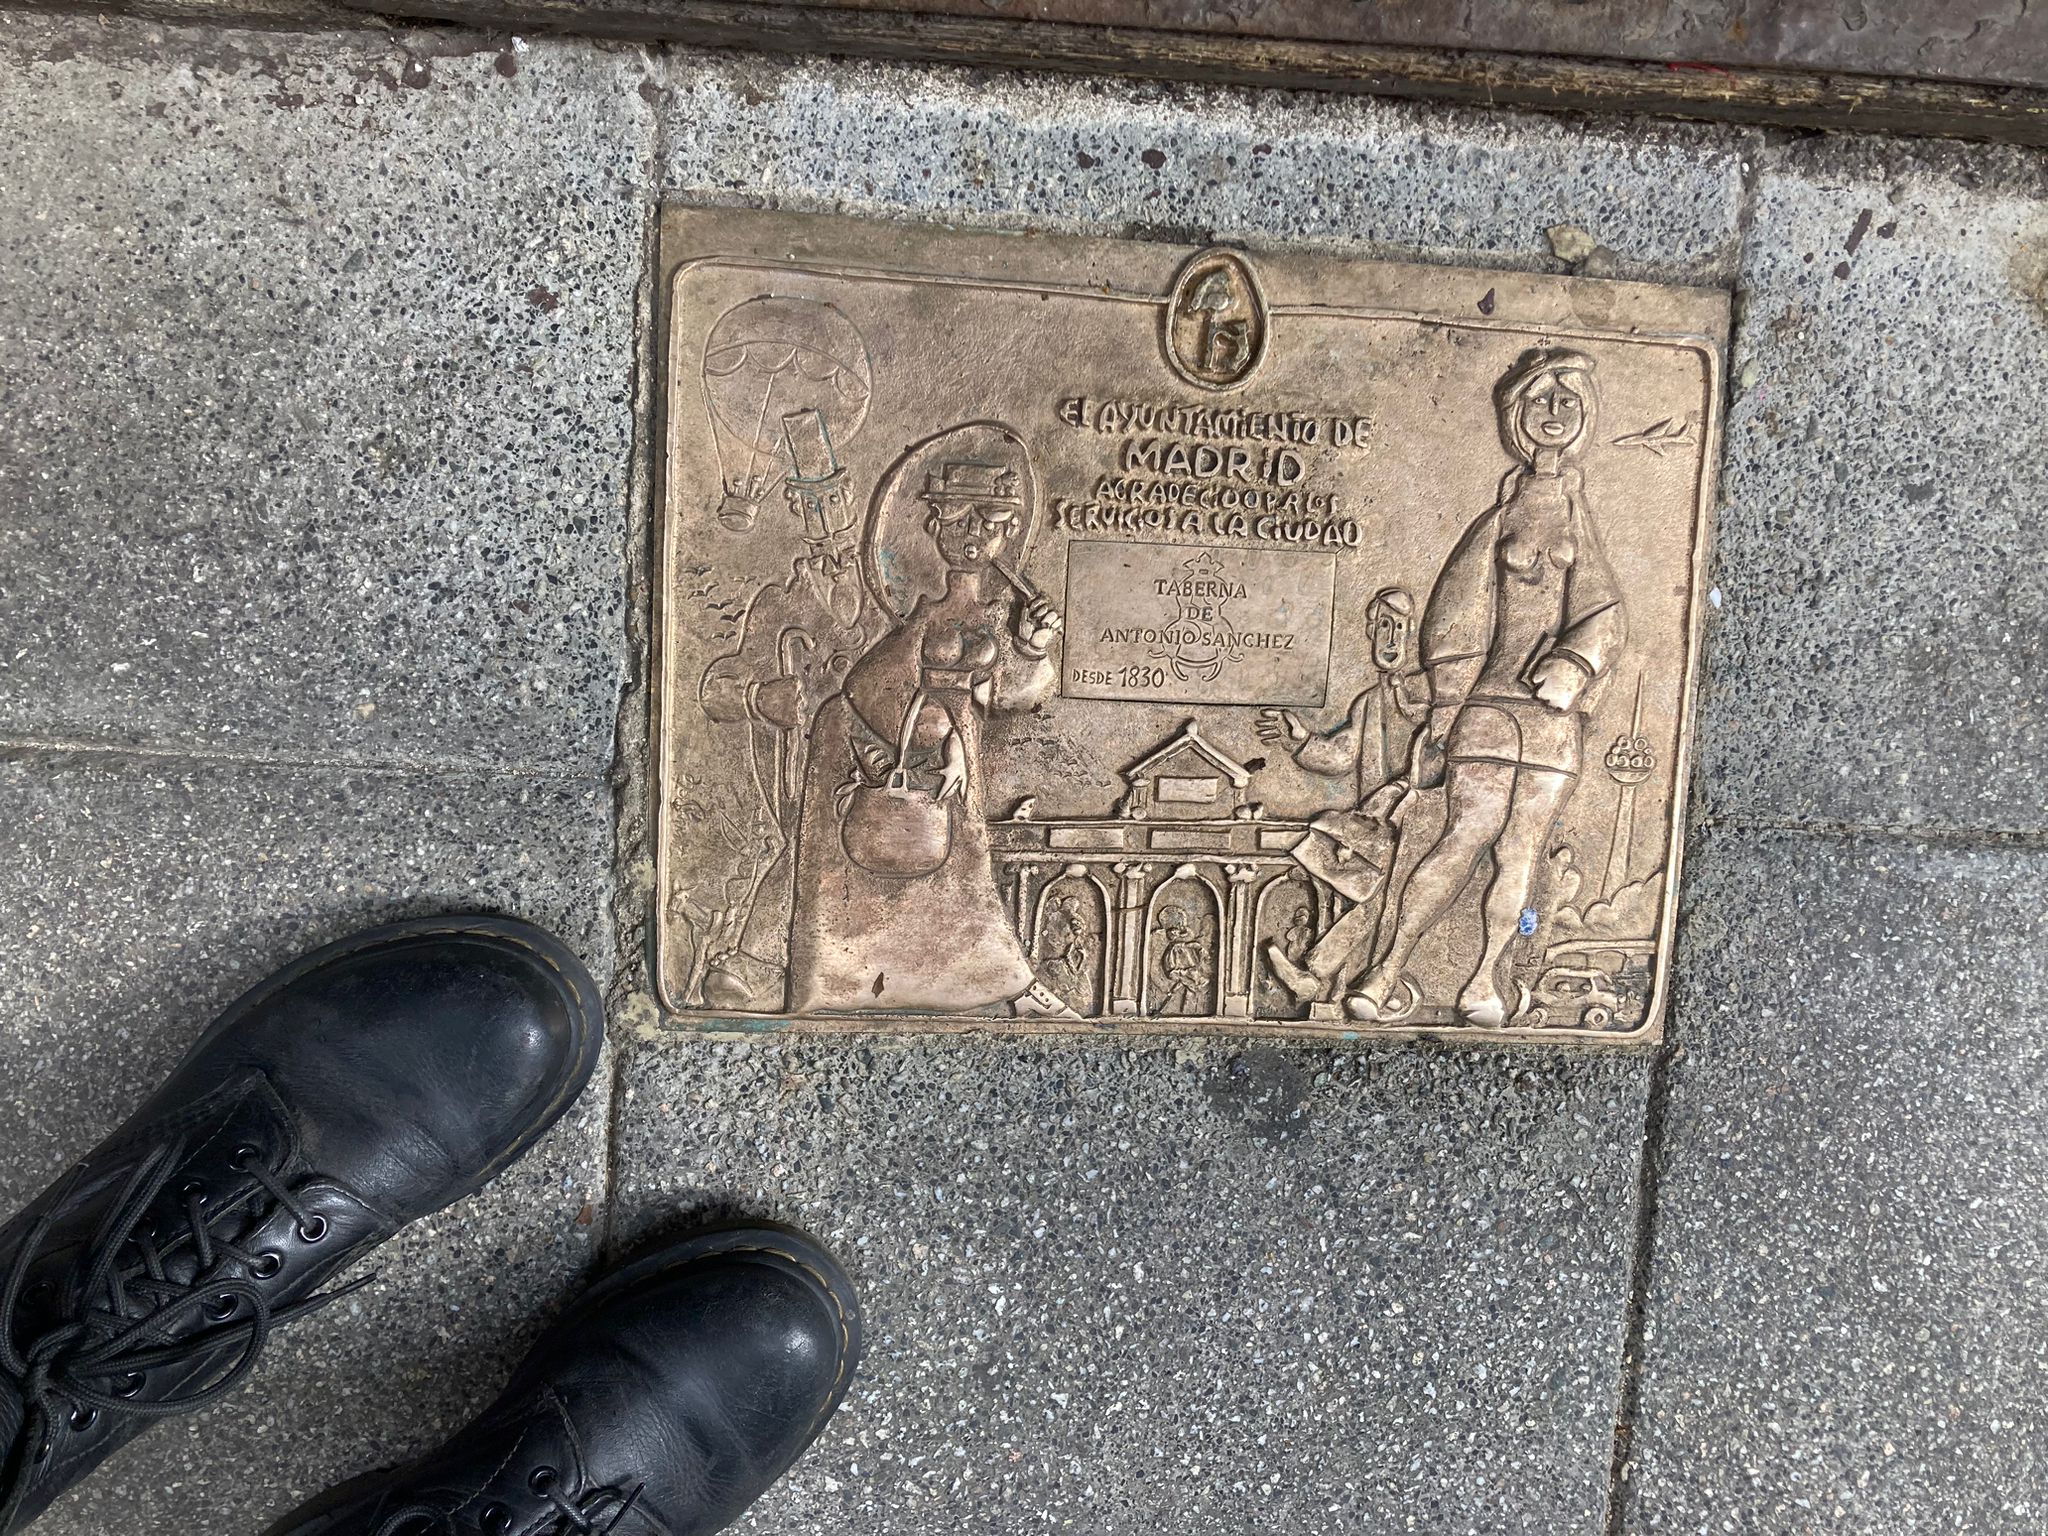 EL AYUNTAMIENTO DE
MADRID
AGRADECIDO POR LOS
SERVICIOS A LA CIUDAD
TABERNA
DE
ANTONIO SANCHEZ
DESDE 1830